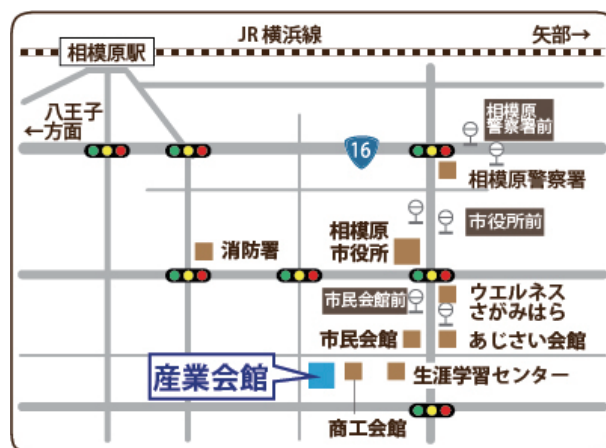 JR横浜線
矢部→
相模原駅
八王子
←方面
相模原
警察署前
16
相模原警察署
市役所前
相模原
市役所
消防署
市民会館前
ウエルネス
さがみはら
市民会館
あじさい会館
産業会館
生涯学習センター
商工会館